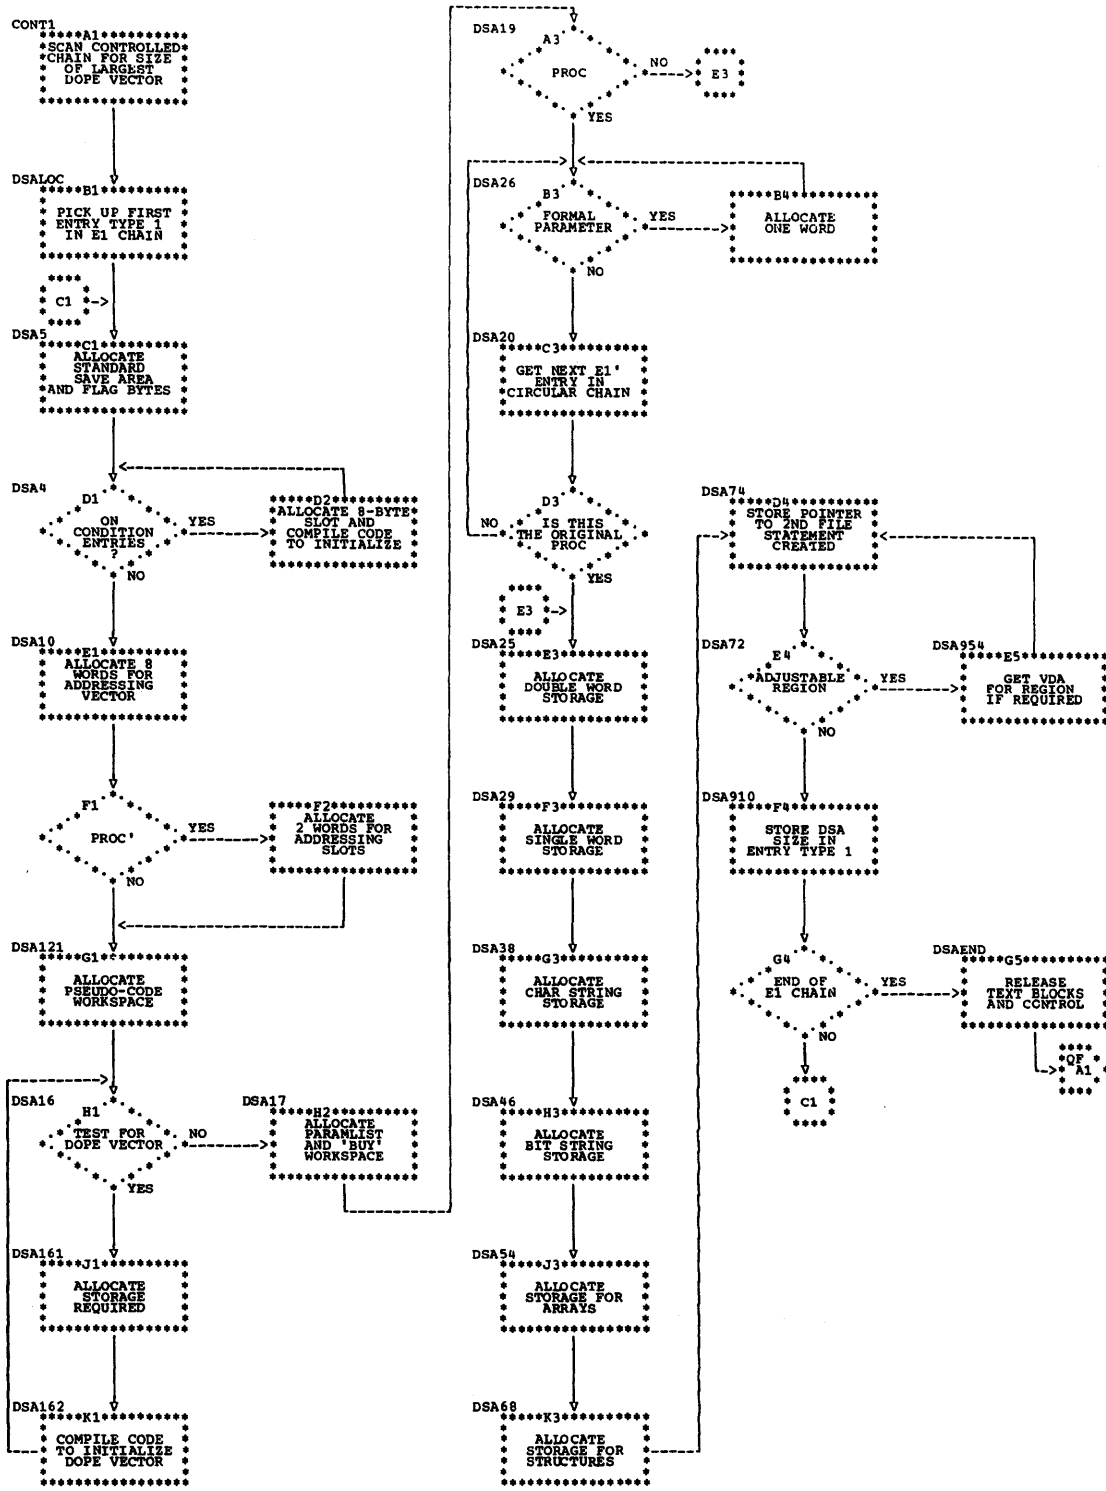 CONT1
A1
SCAN CONTROLLED
CHAIN FOR SIZE
OF LARGEST
DOPE VECTOR
DSALOC
B1
PICK UP FIRST
ENTRY TYPE 1
IN E1 CHAIN
C1
DSA5
C1
ALLOCATE
STANDARD
SAVE AREA
AND FLAG BYTES
DSA4
D1
ON
CONDITION
ENTRIES
?
YES
NO
D2
ALLOCATE 8-BYTE
SLOT AND
COMPILE CODE
TO INITIALIZE
DSA10
E1
ALLOCATE 8
WORDS FOR
ADDRESSING
VECTOR
F1
PROC'
YES
NO
F2
ALLOCATE
2 WORDS FOR
ADDRESSING
SLOTS
DSA121
G1
ALLOCATE
PSEUDO-CODE
WORKSPACE
DSA16
H1
TEST FOR
DOPE VECTOR
NO
YES
DSA17
H2
ALLOCATE
PARAMLIST
AND 'BUY'
WORKSPACE
DSA161
J1
ALLOCATE
STORAGE
REQUIRED
DSA162
K1
COMPILE CODE
TO INITIALIZE
DOPE VECTOR
DSA19
A3
PROC
NO
E3
YES
DSA26
B3
FORMAL
PARAMETER
YES
NO
B4
ALLOCATE
ONE WORD
DSA20
C3
GET NEXT E1'
ENTRY IN
CIRCULAR CHAIN
D3
IS THIS
THE ORIGINAL
PROC
NO
YES
E3
DSA25
E3
ALLOCATE
DOUBLE WORD
STORAGE
DSA29
F3
ALLOCATE
SINGLE WORD
STORAGE
DSA38
G3
ALLOCATE
CHAR STRING
STORAGE
DSA46
H3
ALLOCATE
BIT STRING
STORAGE
DSA54
J3
ALLOCATE
STORAGE FOR
ARRAYS
DSA68
K3
ALLOCATE
STORAGE FOR
STRUCTURES
DSA74
D4
STORE POINTER
TO 2ND FILE
STATEMENT
CREATED
DSA72
E4
ADJUSTABLE
REGION
YES
NO
DSA954
E5
GET VDA
FOR REGION
IF REQUIRED
DSA910
F4
STORE DSA
SIZE IN
ENTRY TYPE 1
G4
END OF
E1 CHAIN
YES
NO
C1
DSAEND
G5
RELEASE
TEXT BLOCKS
AND CONTROL
QF
A1